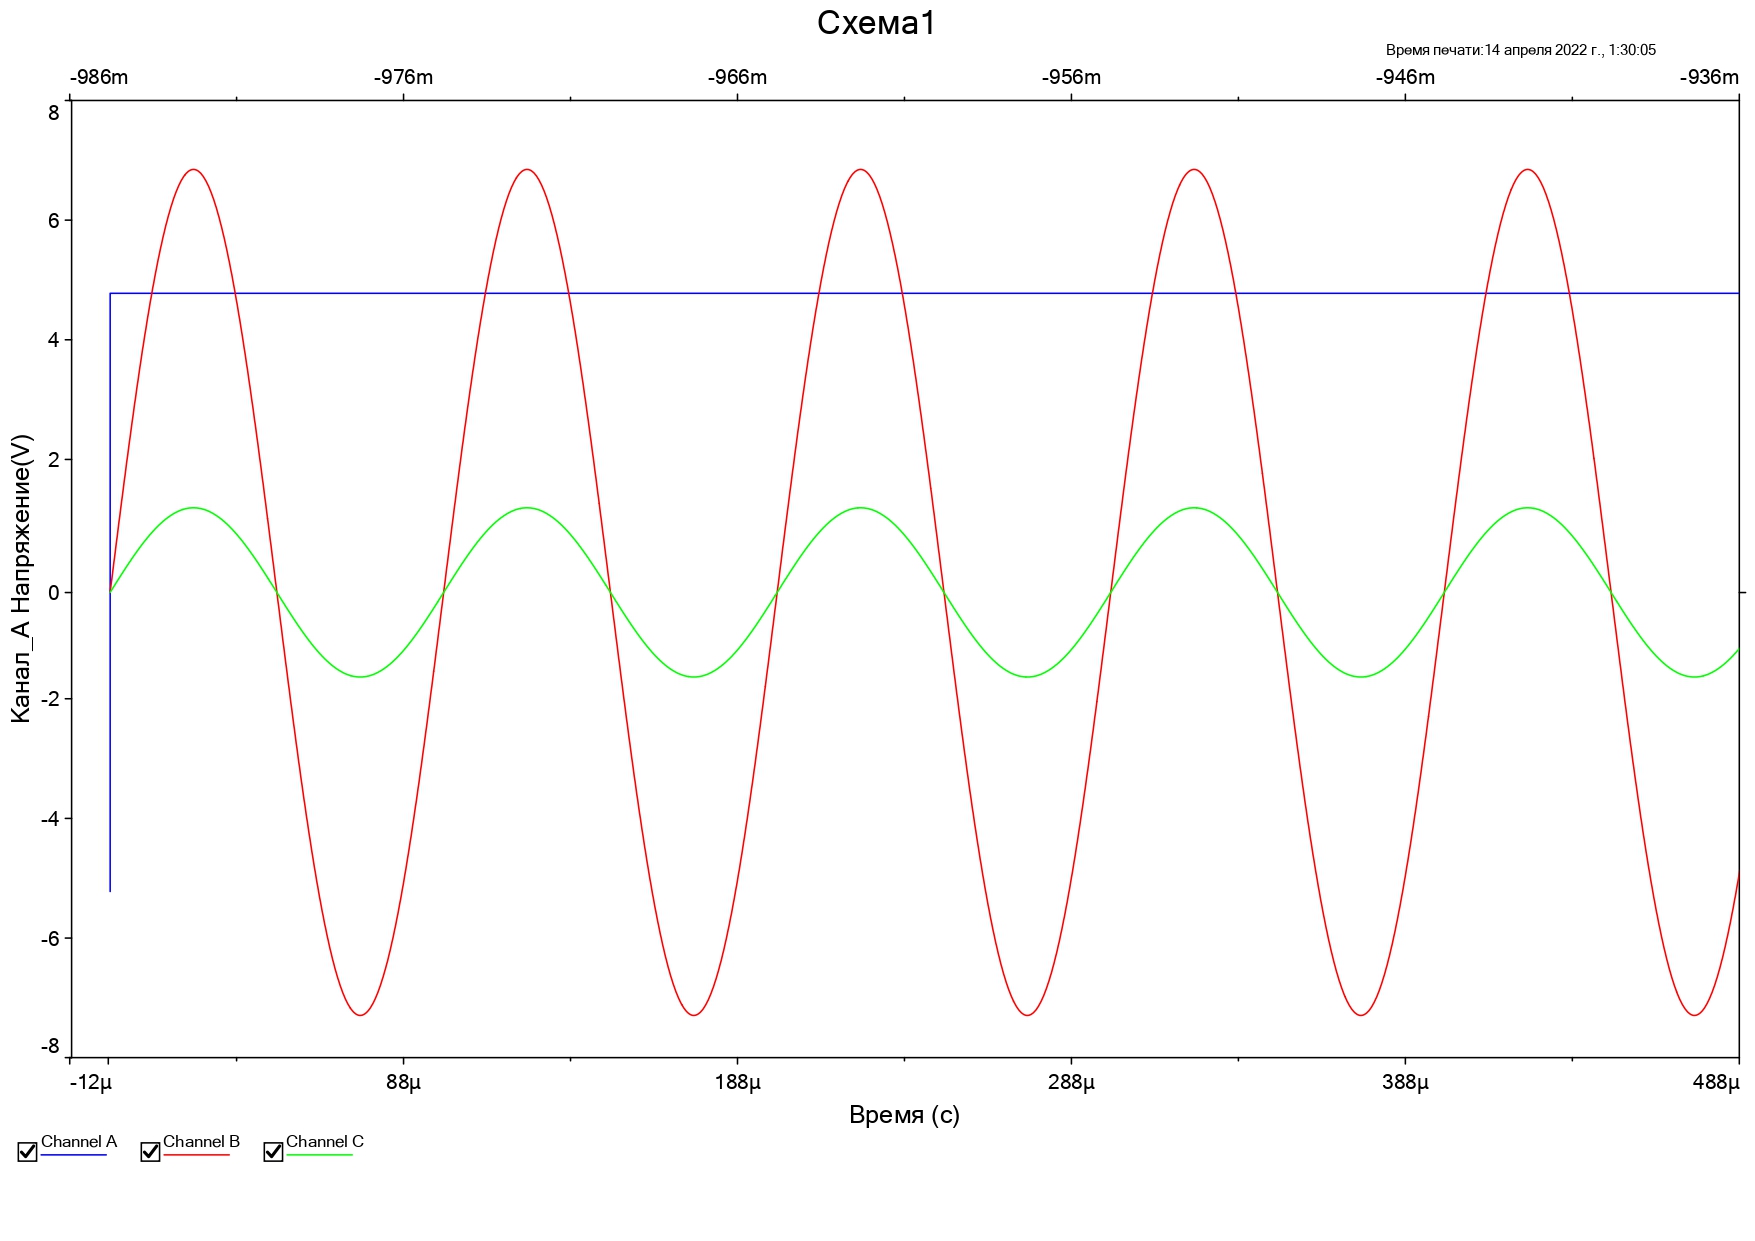 Схема1
Время печати:14 апреля 2022 г., 1:30:05
-986m -976m -966m -956m -946m -936m
8
6
4
2
0
-2
-4
-6
-8
Канал_А Напряжение(V)
-12µ 88µ 188µ 288µ 388µ 488µ
Время (с)
Channel A Channel B Channel C